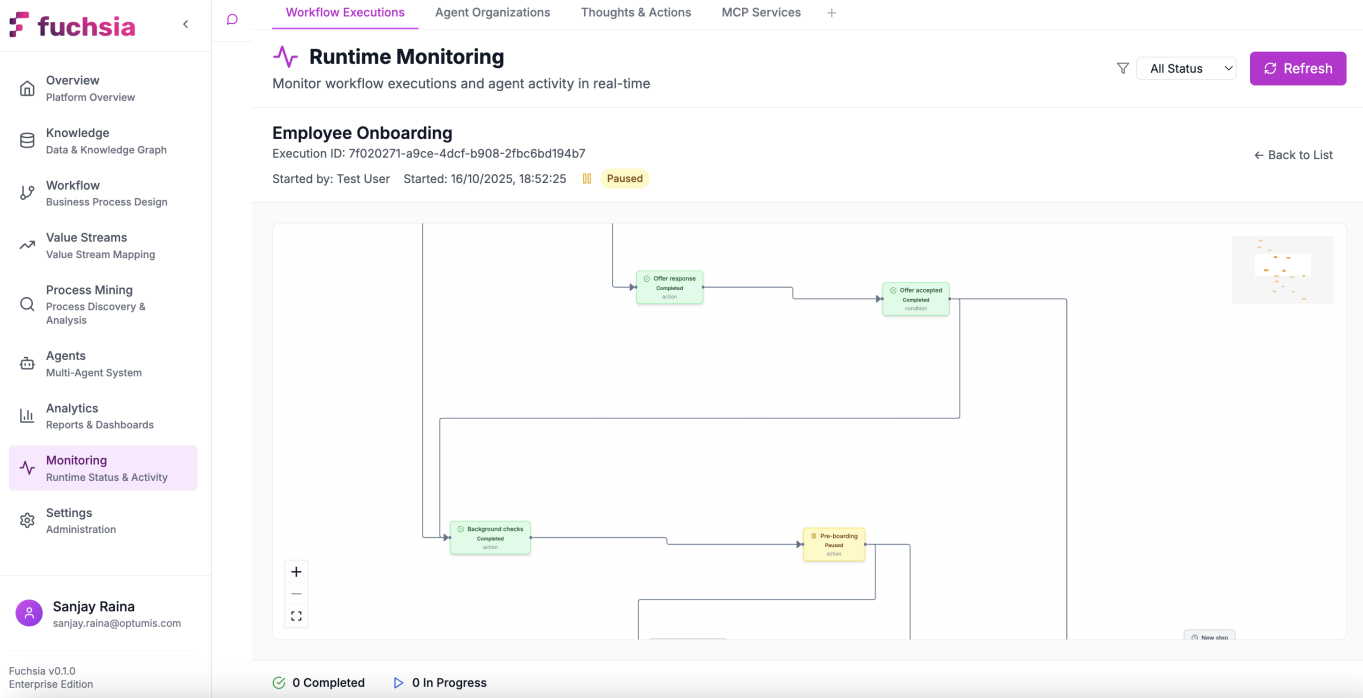 fuchsia
Overview
Platform Overview
Knowledge
Data & Knowledge Graph
Workflow
Business Process Design
Value Streams
Value Stream Mapping
Process Mining
Process Discovery &
Analysis
Agents
Multi-Agent System
Analytics
Reports & Dashboards
Monitoring
Runtime Status & Activity
Settings
Administration
Sanjay Raina
sanjay.raina@optumis.com
Fuchsia v0.1.0
Enterprise Edition
Workflow Executions Agent Organizations Thoughts & Actions MCP Services
Runtime Monitoring
Monitor workflow executions and agent activity in real-time
All Status
Refresh
Employee Onboarding
Execution ID: 7f020271-a9ce-4dcf-b908-2fbc6bd194b7
← Back to List
Started by: Test User Started: 16/10/2025, 18:52:25 Paused
Offer response
Completed
action
Offer accepted
Completed
condition
Background checks
Completed
action
Pre-boarding
Paused
action
New step
0 Completed 0 In Progress